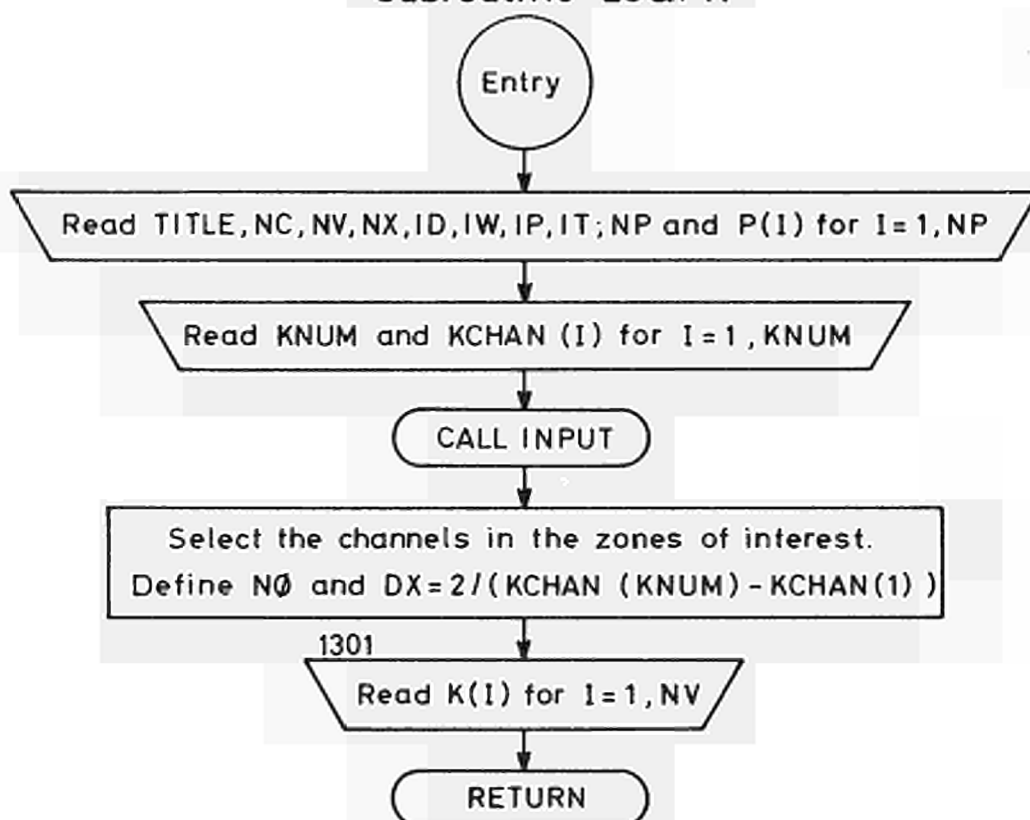 Entry
Read TITLE,NC,NV,NX,ID,IW,IP,IT;NP and P(I) for I=1,NP
Read KNUM and KCHAN (I) for I=1,KNUM
CALL INPUT
Select the channels in the zones of interest.
Define NØ and DX=2/(KCHAN (KNUM)-KCHAN(1))
1301
Read K(I) for I=1,NV
RETURN